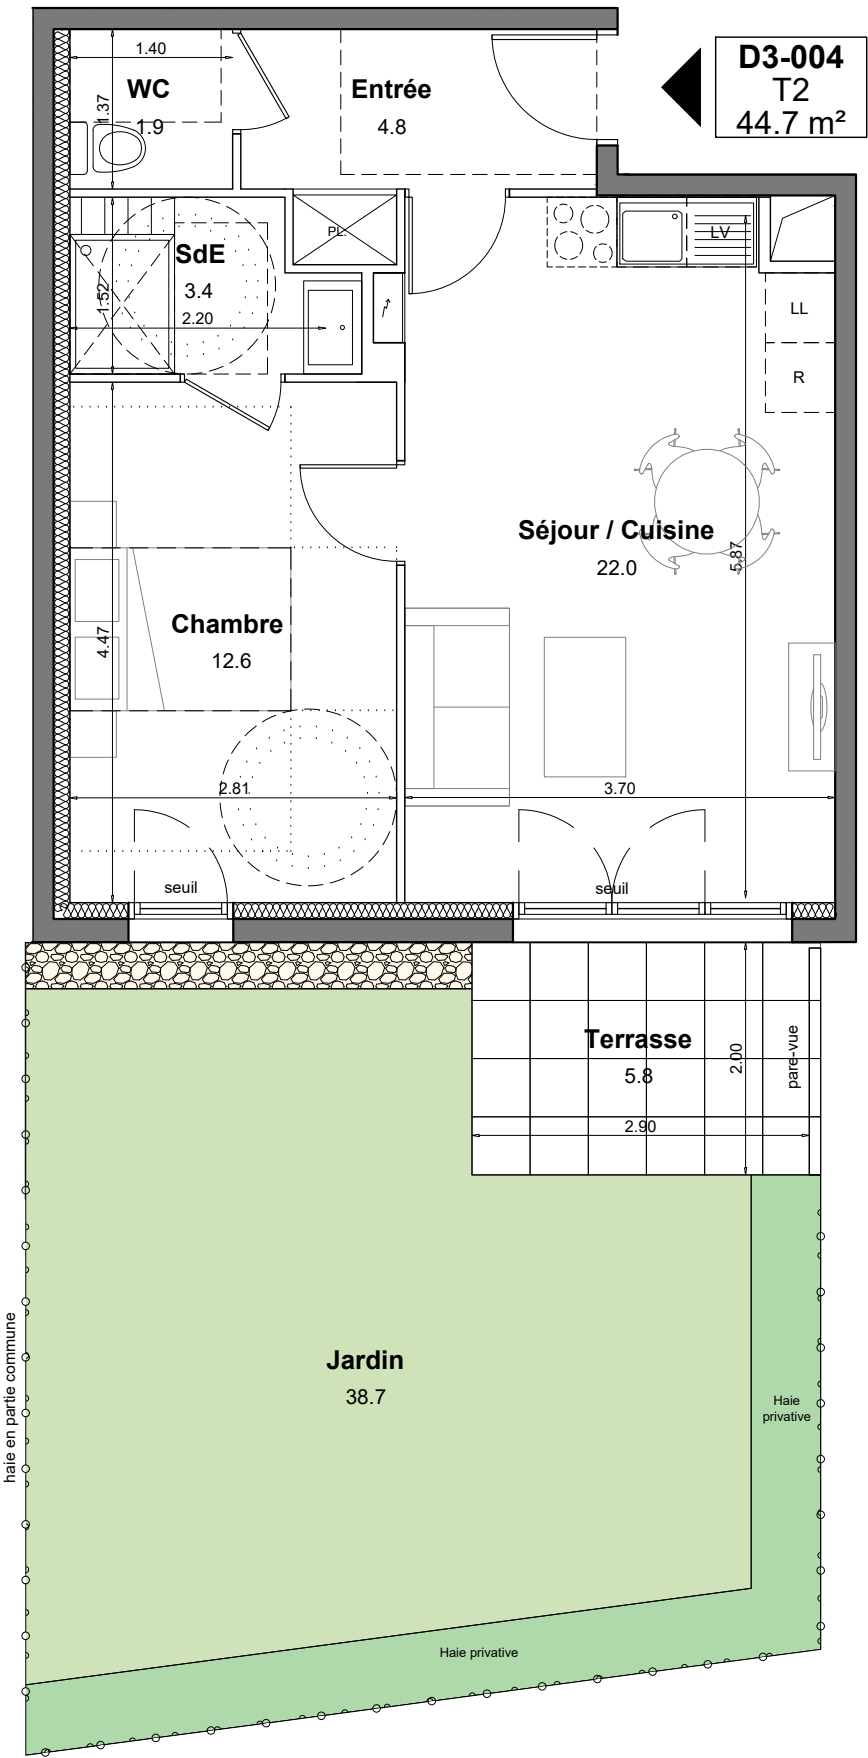 D3-004
T2
44.7 m²
1.40
WC
1.9
1.37
Entrée
4.8
PL.
LV
SdE
3.4
1.52
2.20
LL
R
Séjour / Cuisine
22.0
5.87
Chambre
12.6
4.47
2.81
3.70
seuil
seuil
Terrasse
5.8
2.00
pare-vue
2.90
haie en partie commune
Jardin
38.7
Haie
privative
Haie privative